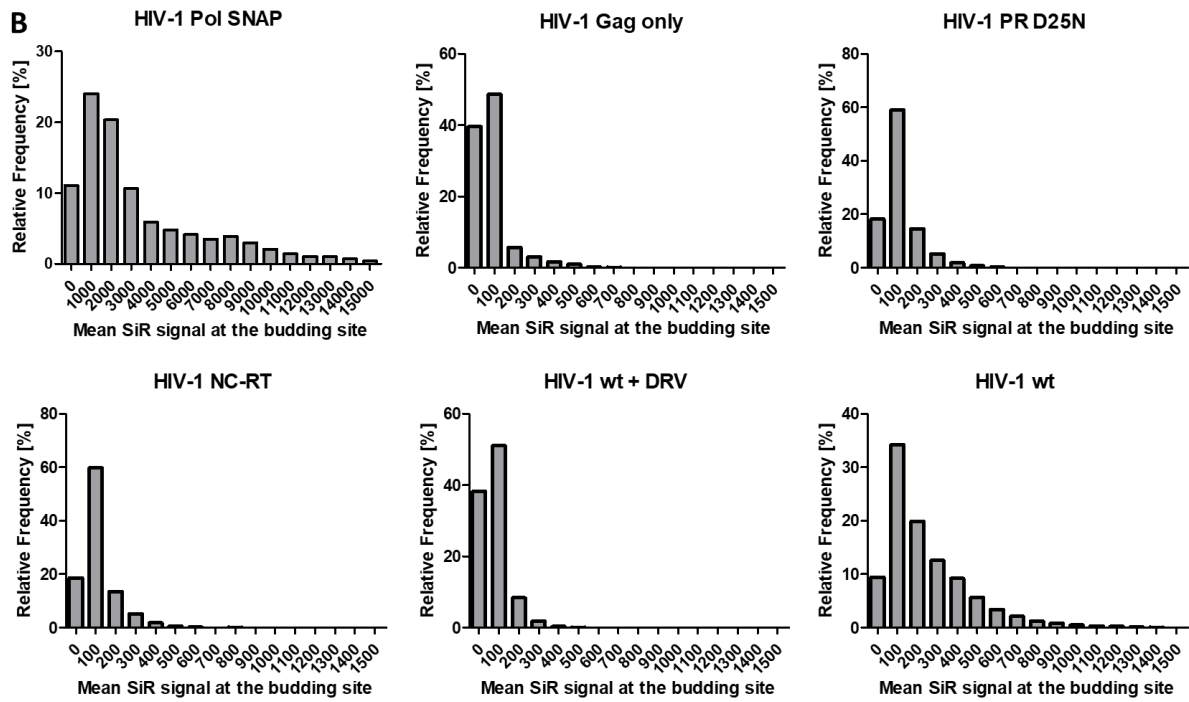 B
HIV-1 Pol SNAP
Relative Frequency [%]
30
20
10
0
0 1000 2000 3000 4000 5000 6000 7000 8000 9000 10000 11000 12000 13000 14000 15000
Mean SiR signal at the budding site
HIV-1 Gag only
Relative Frequency [%]
60
40
20
0
0 100 200 300 400 500 600 700 800 900 1000 1100 1200 1300 1400 1500
Mean SiR signal at the budding site
HIV-1 PR D25N
Relative Frequency [%]
80
60
40
20
0
0 100 200 300 400 500 600 700 800 900 1000 1100 1200 1300 1400 1500
Mean SiR signal at the budding site
HIV-1 NC-RT
Relative Frequency [%]
80
60
40
20
0
0 100 200 300 400 500 600 700 800 900 1000 1100 1200 1300 1400 1500
Mean SiR signal at the budding site
HIV-1 wt + DRV
Relative Frequency [%]
60
40
20
0
0 100 200 300 400 500 600 700 800 900 1000 1100 1200 1300 1400 1500
Mean SiR signal at the budding site
HIV-1 wt
Relative Frequency [%]
40
30
20
10
0
0 100 200 300 400 500 600 700 800 900 1000 1100 1200 1300 1400 1500
Mean SiR signal at the budding site